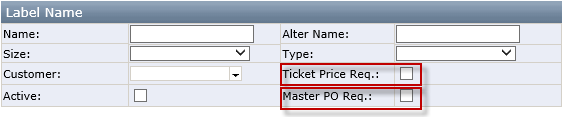 Label Name
Name: Alter Name:
Size: Type:
Customer: Ticket Price Req.:
Active: Master PO Req.: